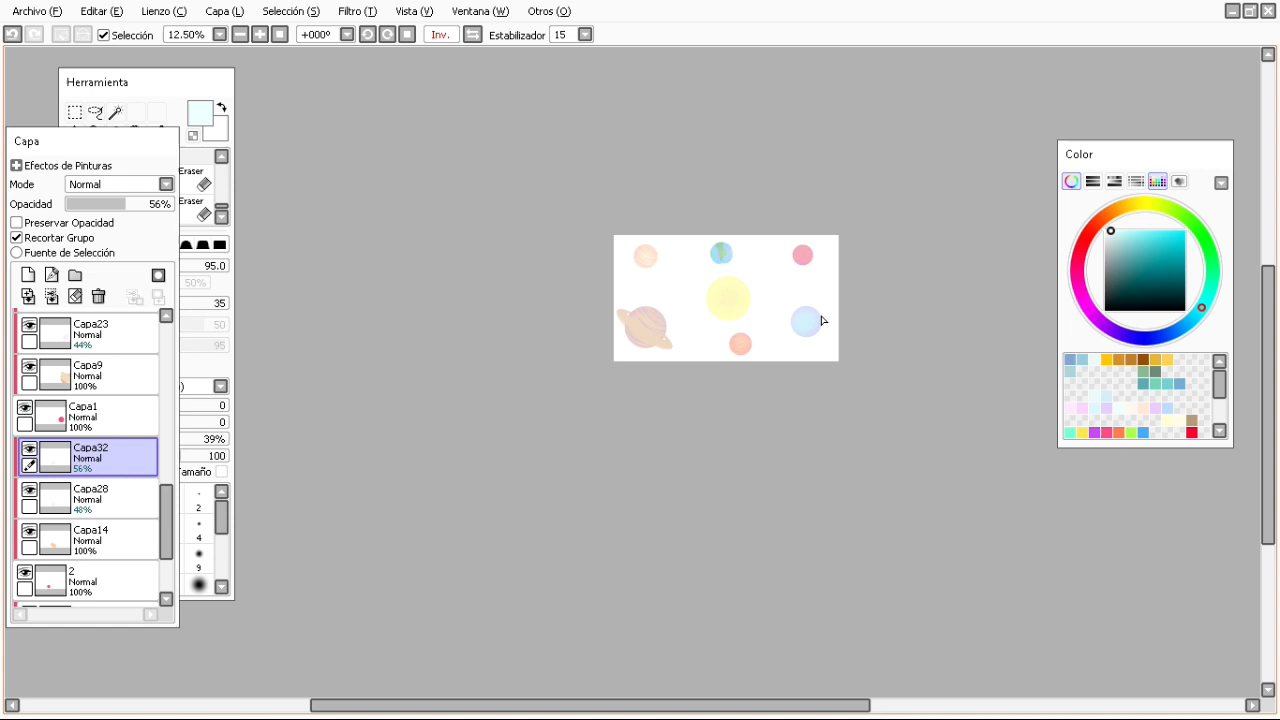 Archivo (F) Editar (E) Lienzo (C) Capa (L) Selección (S) Filtro (T) Vista (V) Ventana (W) Otros (O)
Selección 12.50% +000º Inv. Estabilizador 15
Herramienta
Capa
Efectos de Pinturas
Mode Normal
Opacidad 56%
Preservar Opacidad
Recortar Grupo
Fuente de Selección
Capa23
Normal
44%
Capa9
Normal
100%
Capa1
Normal
100%
Capa32
Normal
56%
Capa28
Normal
48%
Capa14
Normal
100%
2
Normal
100%
Eraser
Eraser
95.0
50%
35
50
95
0
0
39%
100
amaño
2
4
9
Color